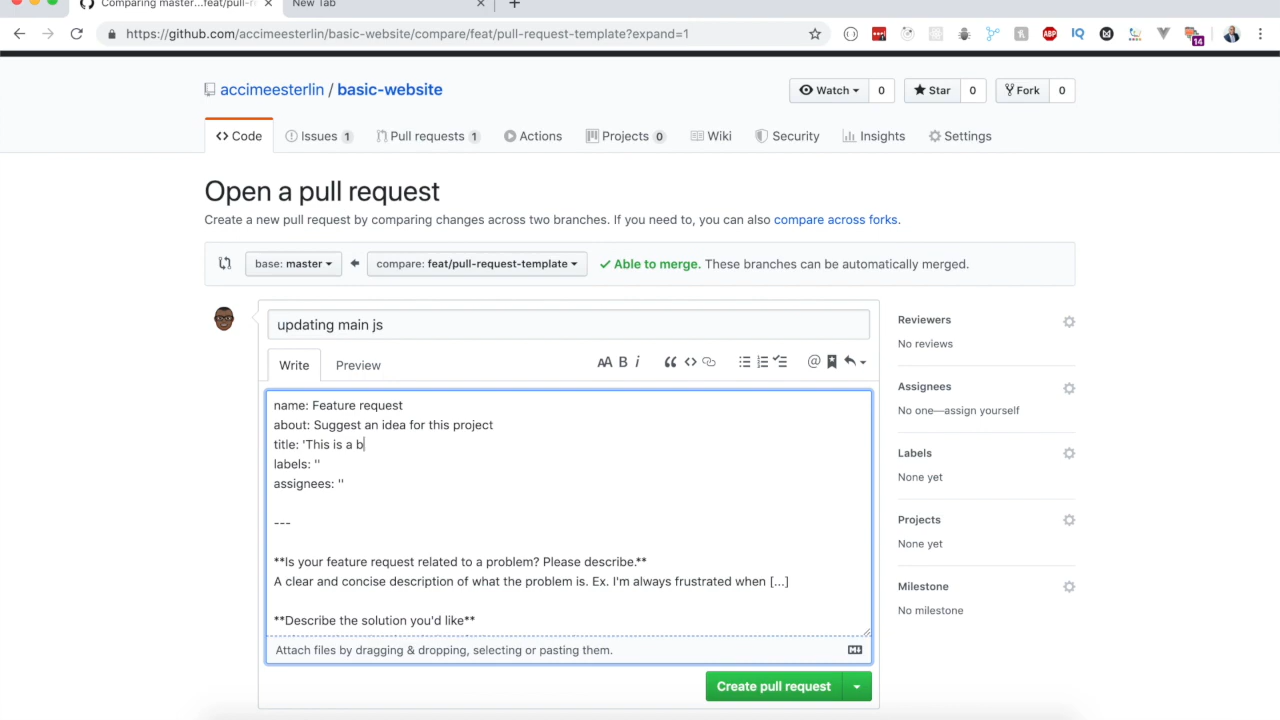 Comparing master...feat/pull-r
New Tab
https://github.com/accimeesterlin/basic-website/compare/feat/pull-request-template?expand=1
ABP
IQ
14
accimeesterlin / basic-website
Watch 0
Star 0
Fork 0
Code
Issues 1
Pull requests 1
Actions
Projects 0
Wiki
Security
Insights
Settings
Open a pull request
Create a new pull request by comparing changes across two branches. If you need to, you can also compare across forks.
base: master
compare: feat/pull-request-template
Able to merge. These branches can be automatically merged.
updating main js
Write
Preview
name: Feature request
about: Suggest an idea for this project
title: 'This is a b
labels: ''
assignees: ''
---
**Is your feature request related to a problem? Please describe.**
A clear and concise description of what the problem is. Ex. I'm always frustrated when [...]
**Describe the solution you'd like**
Attach files by dragging & dropping, selecting or pasting them.
Create pull request
Reviewers
No reviews
Assignees
No one—assign yourself
Labels
None yet
Projects
None yet
Milestone
No milestone